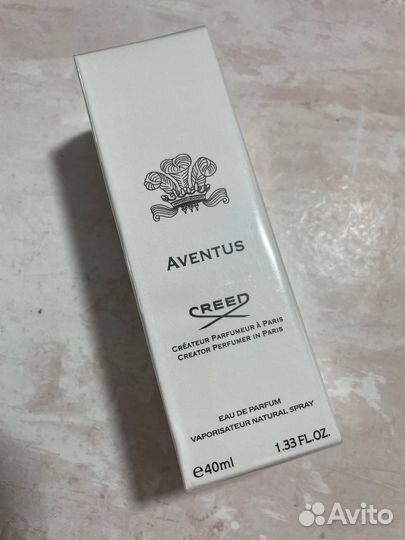 AVENTUS
CREED
CRÉATEUR PARFUMEUR À PARIS
CREATOR PERFUMER IN PARIS
EAU DE PARFUM
VAPORISATEUR NATURAL SPRAY
℮40ml 1.33 FL.OZ.
Avito